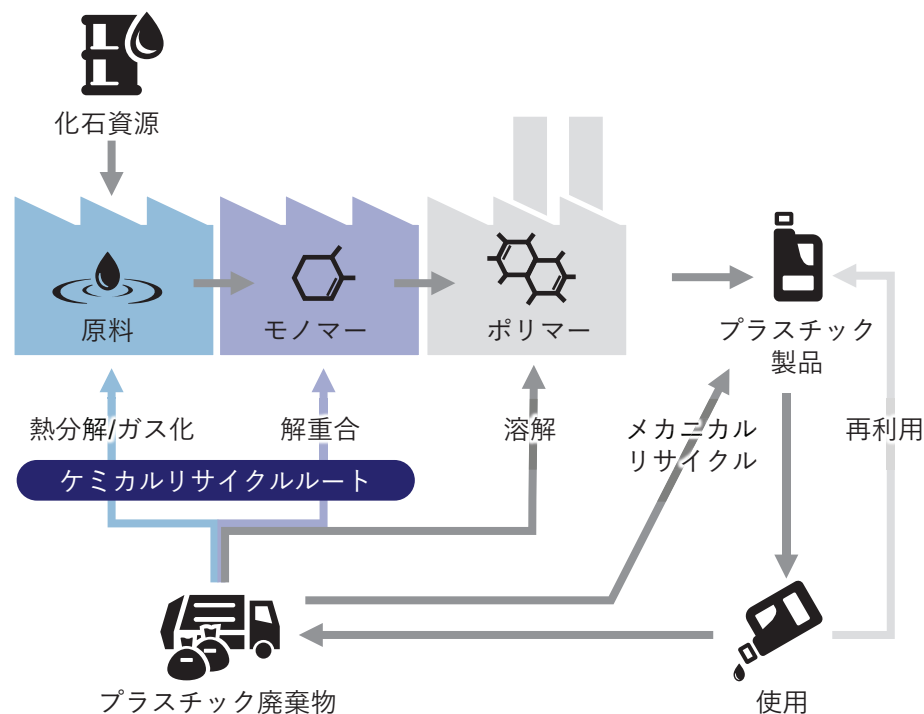 化石資源
原料
モノマー
ポリマー
プラスチック
製品
熱分解/ガス化
解重合
溶解
メカニカル
リサイクル
再利用
ケミカルリサイクルルート
プラスチック廃棄物
使用